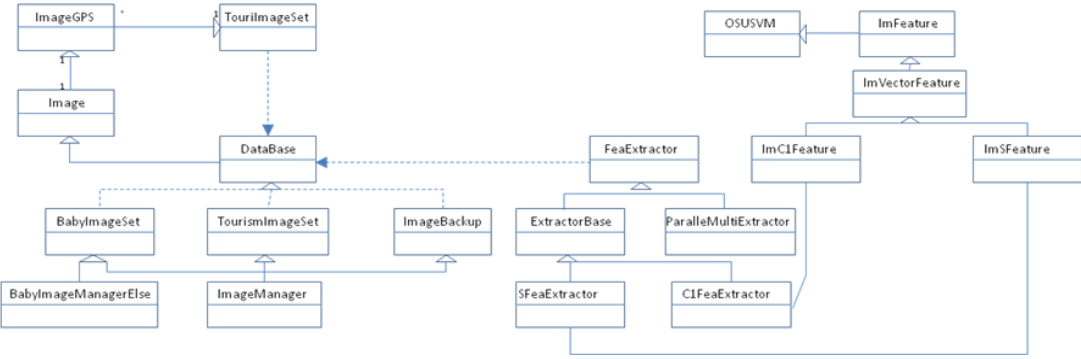 ImageGPS
*
1
TouriImageSet
OSUSVM
ImFeature
1
1
Image
ImVectorFeature
DataBase
FeaExtractor
ImC1Feature
ImSFeature
BabyImageSet
TourismImageSet
ImageBackup
ExtractorBase
ParalleMultiExtractor
BabyImageManagerElse
ImageManager
SFeaExtractor
C1FeaExtractor